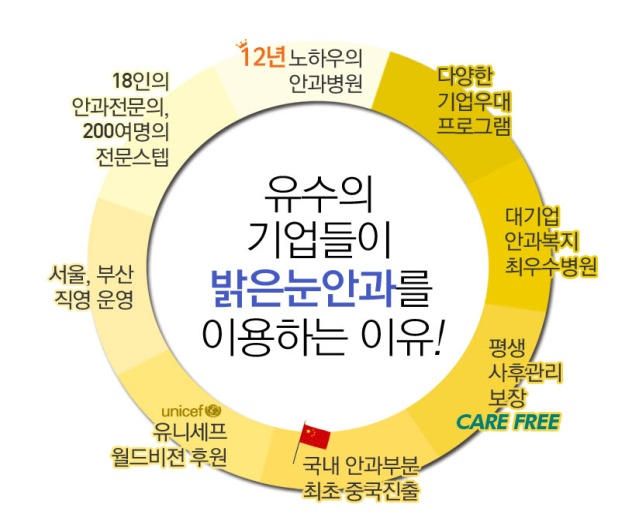 12년 노하우의
안과병원
다양한
기업우대
프로그램
대기업
안과복지
최우수병원
평생
사후관리
보장
CARE FREE
국내 안과부분
최초 중국진출
unicef
유니세프
월드비젼 후원
서울, 부산
직영 운영
18인의
안과전문의,
200여명의
전문스텝
유수의
기업들이
밝은눈안과를
이용하는 이유!